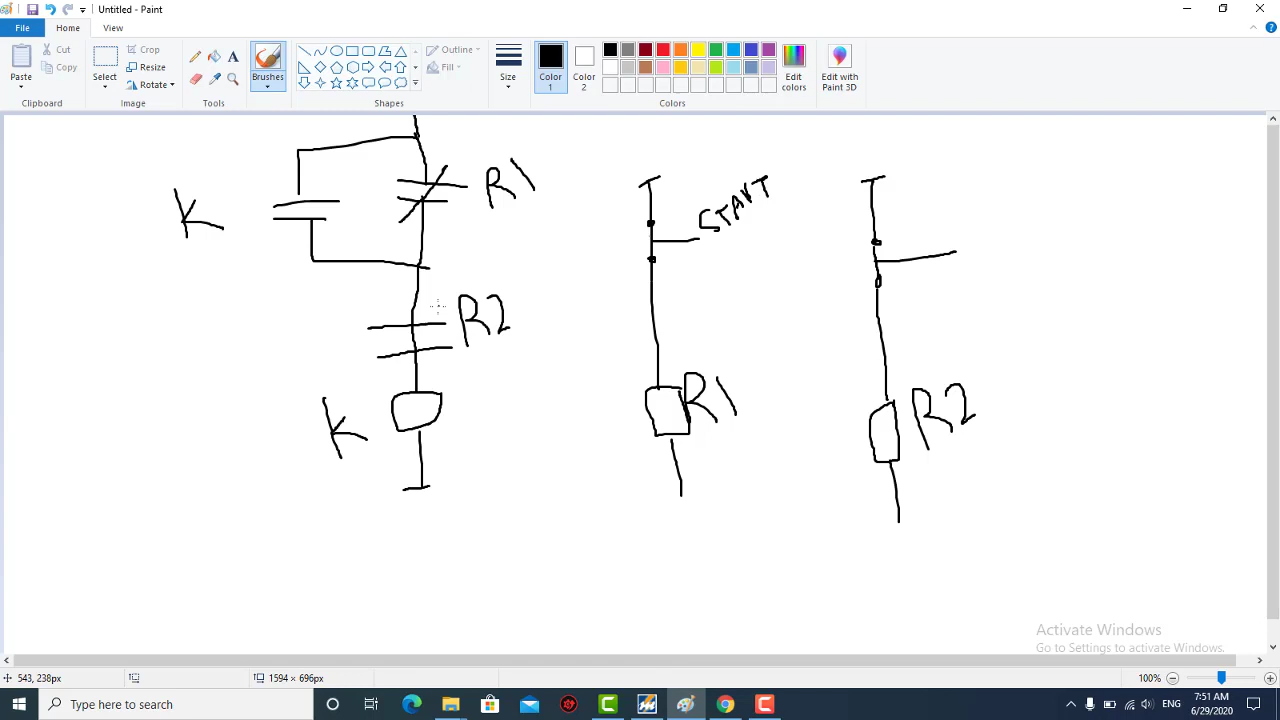 Untitled - Paint
File
Home
View
Paste
Cut
Copy
Clipboard
Select
Crop
Resize
Rotate
Image
A
Tools
Brushes
Outline
Fill
Shapes
Size
Color 1
Color 2
Edit colors
Colors
Edit with Paint 3D
K
R1
R2
K
START
R1
R2
Activate Windows
Go to Settings to activate Windows.
543, 238px
1594 × 696px
100%
Type here to search
ENG
7:51 AM
6/29/2020